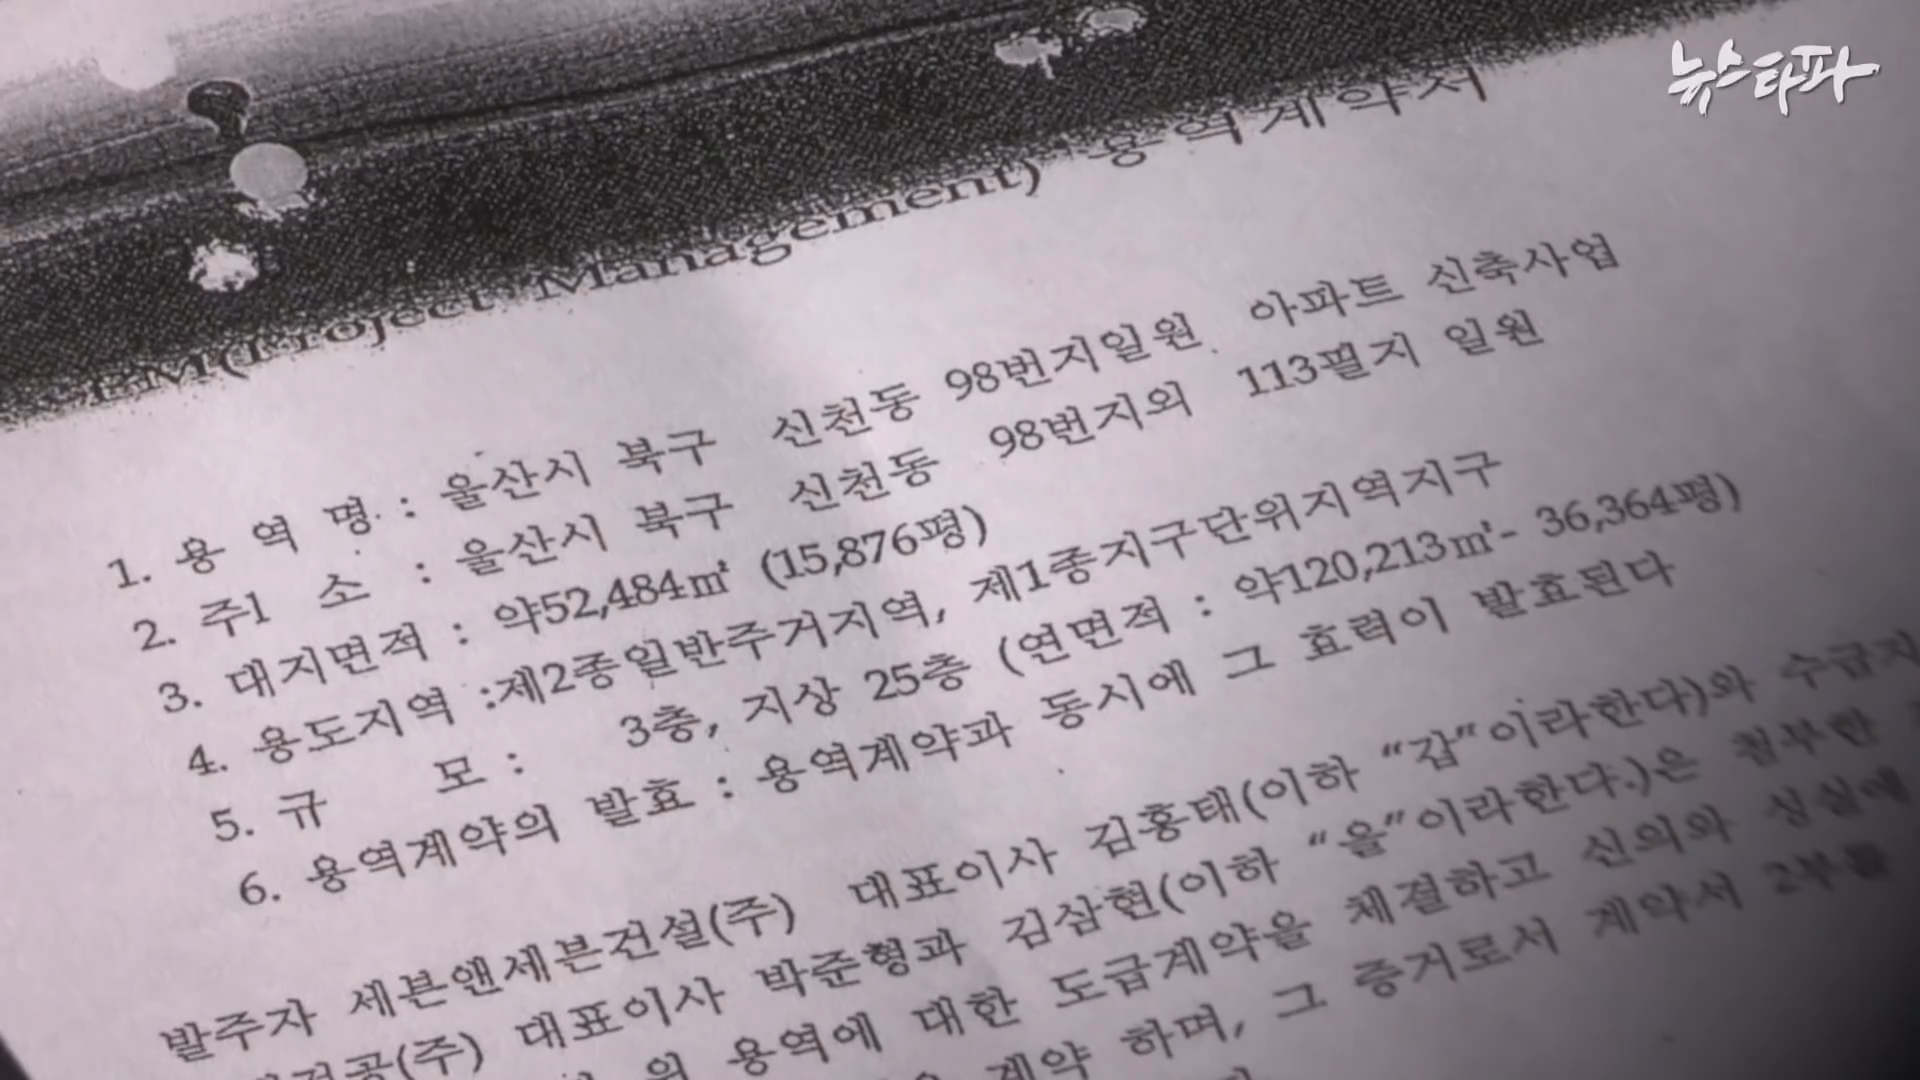 뉴스타파
PM(Project Management) 용역계약서
1. 용 역 명 : 울산시 북구 신천동 98번지일원 아파트 신축사업
2. 주1 소 : 울산시 북구 신천동 98번지외 113필지 일원
3. 대지면적 : 약52,484㎡ (15,876평)
4. 용도지역 :제2종일반주거지역, 제1종지구단위지역지구
5. 규 모 : 3층, 지상 25층 (연면적 : 약120,213㎡- 36,364평)
6. 용역계약의 발효 : 용역계약과 동시에 그 효력이 발효된다
발주자 세븐앤세븐건설(주) 대표이사 김홍태(이하 “갑”이라한다)와 수급자
대표이사 박준형과 김삼현(이하 “을”이라한다.)은 첨부한
위 용역에 대한 도급계약을 체결하고 신의와 성실에
계약 하며, 그 증거로서 계약서 2부를